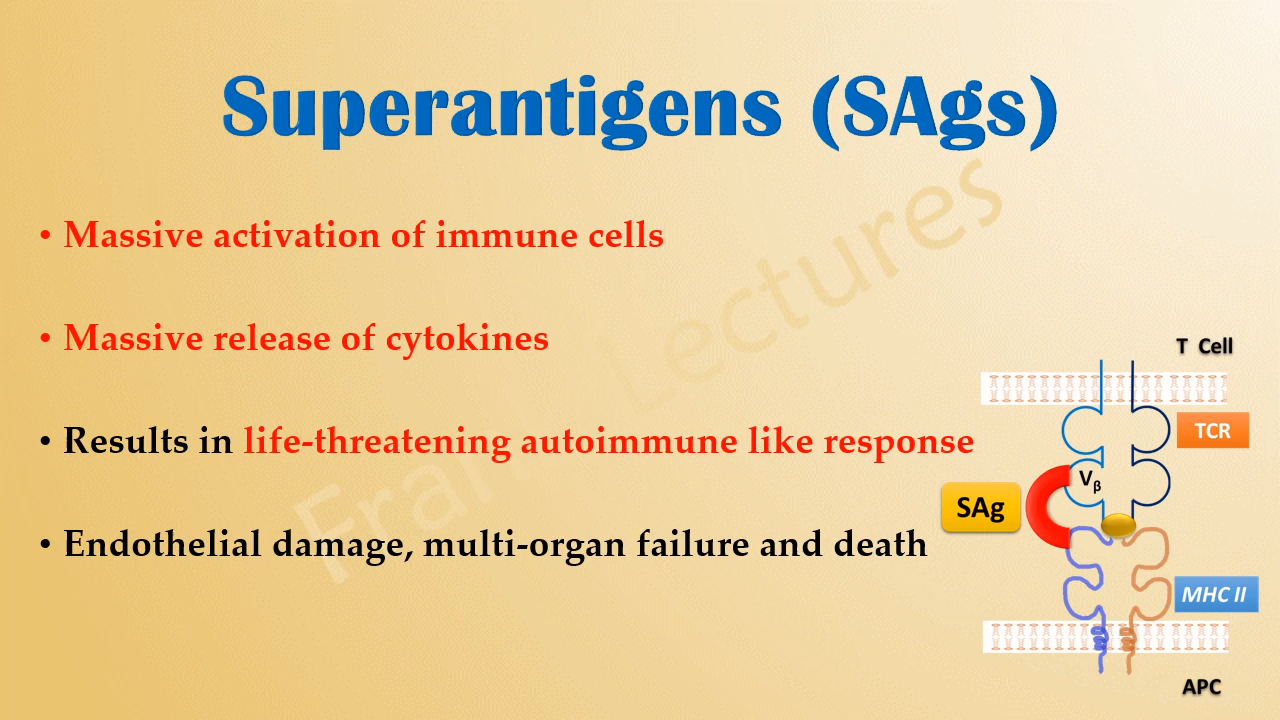 Superantigens (SAgs)
• Massive activation of immune cells
• Massive release of cytokines
• Results in life-threatening autoimmune like response
• Endothelial damage, multi-organ failure and death
Lectures
T Cell
TCR
Vβ
SAg
MHC II
APC